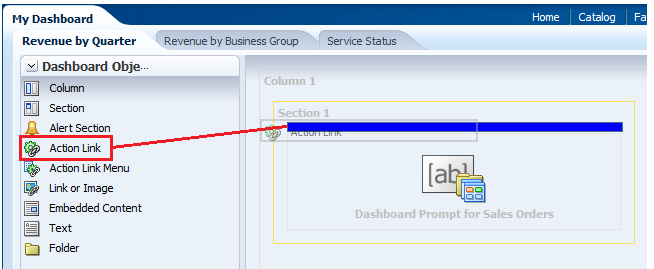 My Dashboard
Home Catalog Fa
Revenue by Quarter Revenue by Business Group Service Status
Dashboard Obje...
Column
Section
Alert Section
Action Link
Action Link Menu
Link or Image
Embedded Content
Text
Folder
Column 1
Section 1
Action Link
[ab]
Dashboard Prompt for Sales Orders